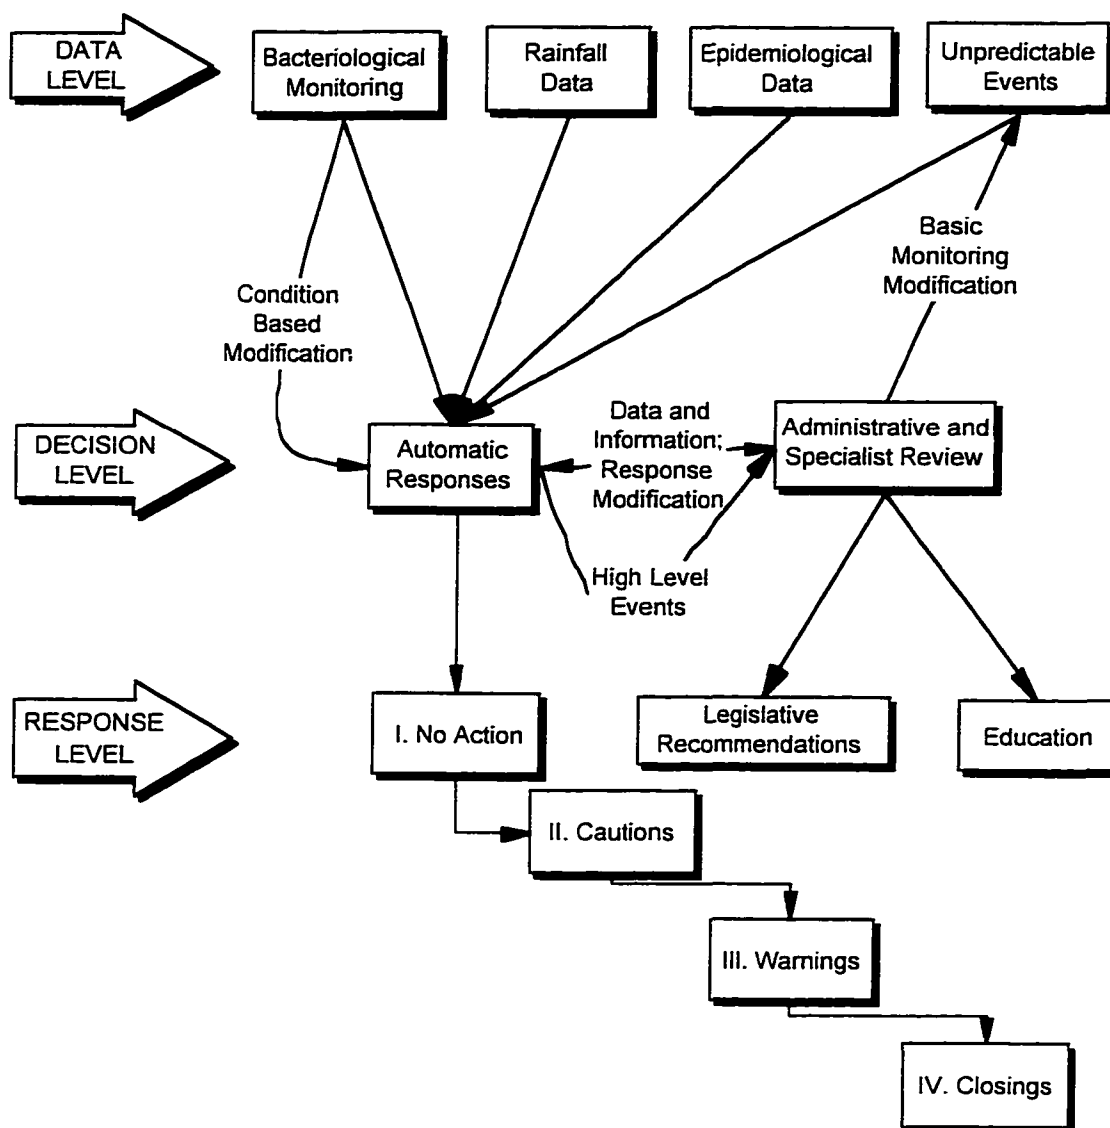 DATA
LEVEL
Bacteriological
Monitoring
Rainfall
Data
Epidemiological
Data
Unpredictable
Events
Basic
Monitoring
Modification
Condition
Based
Modification
DECISION
LEVEL
Automatic
Responses
Data and
Information;
Response
Modification
Administrative and
Specialist Review
High Level
Events
RESPONSE
LEVEL
I. No Action
Legislative
Recommendations
Education
II. Cautions
III. Warnings
IV. Closings